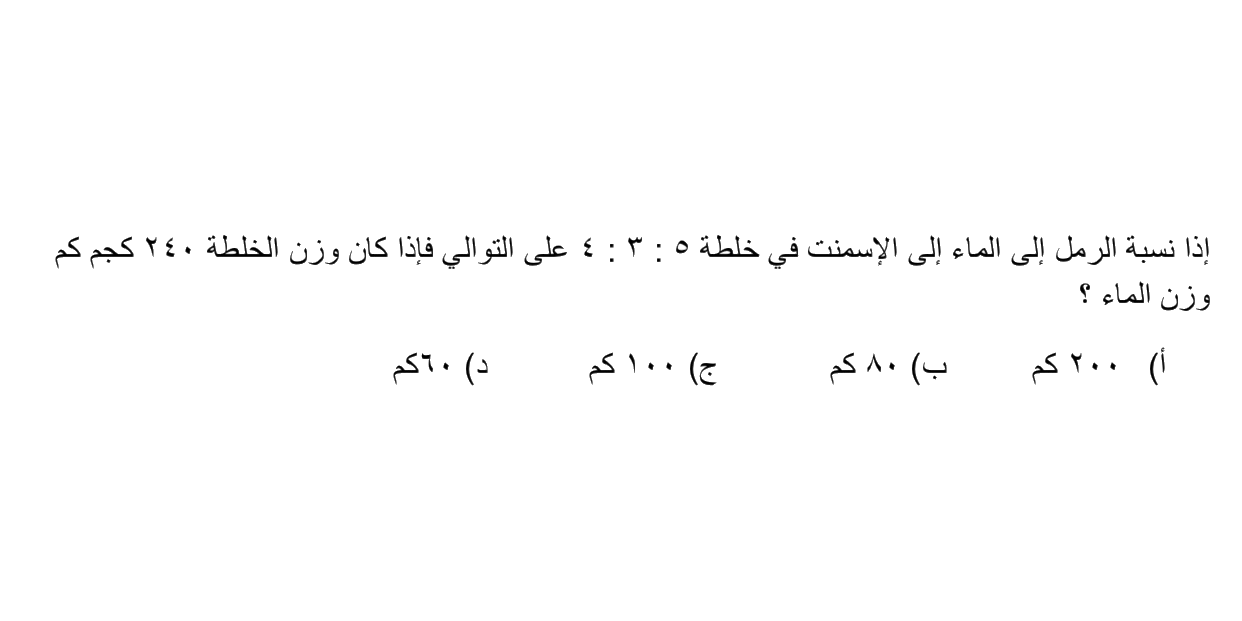 إذا نسبة الرمل إلى الماء إلى الإسمنت في خلطة ٥ : ٣ : ٤ على التوالي فإذا كان وزن الخلطة ٢٤٠ كجم كم
وزن الماء ؟
أ) ٢٠٠ كم ب) ٨٠ كم ج) ١٠٠ كم د) ٦٠كم